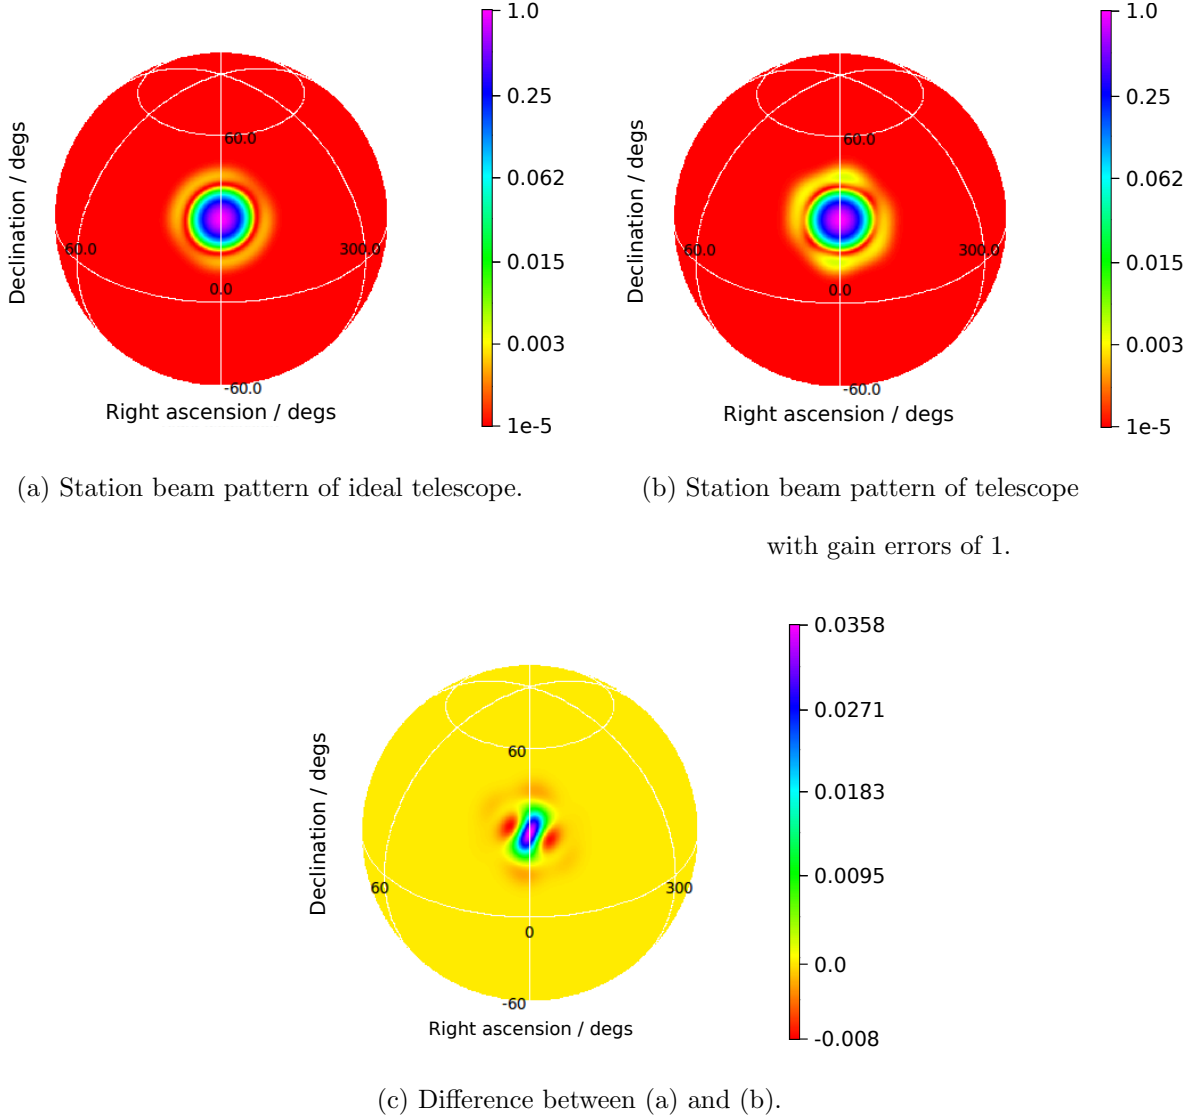 1.0
0.25
0.062
0.015
0.003
1e-5
Declination / degs
60.0
60.0
300.0
0.0
-60.0
Right ascension / degs
(a) Station beam pattern of ideal telescope.
1.0
0.25
0.062
0.015
0.003
1e-5
Declination / degs
60.0
60.0
300.0
0.0
-60.0
Right ascension / degs
(b) Station beam pattern of telescope
with gain errors of 1.
0.0358
0.0271
0.0183
0.0095
0.0
-0.008
Declination / degs
60
60
300
0
-60
Right ascension / degs
(c) Difference between (a) and (b).